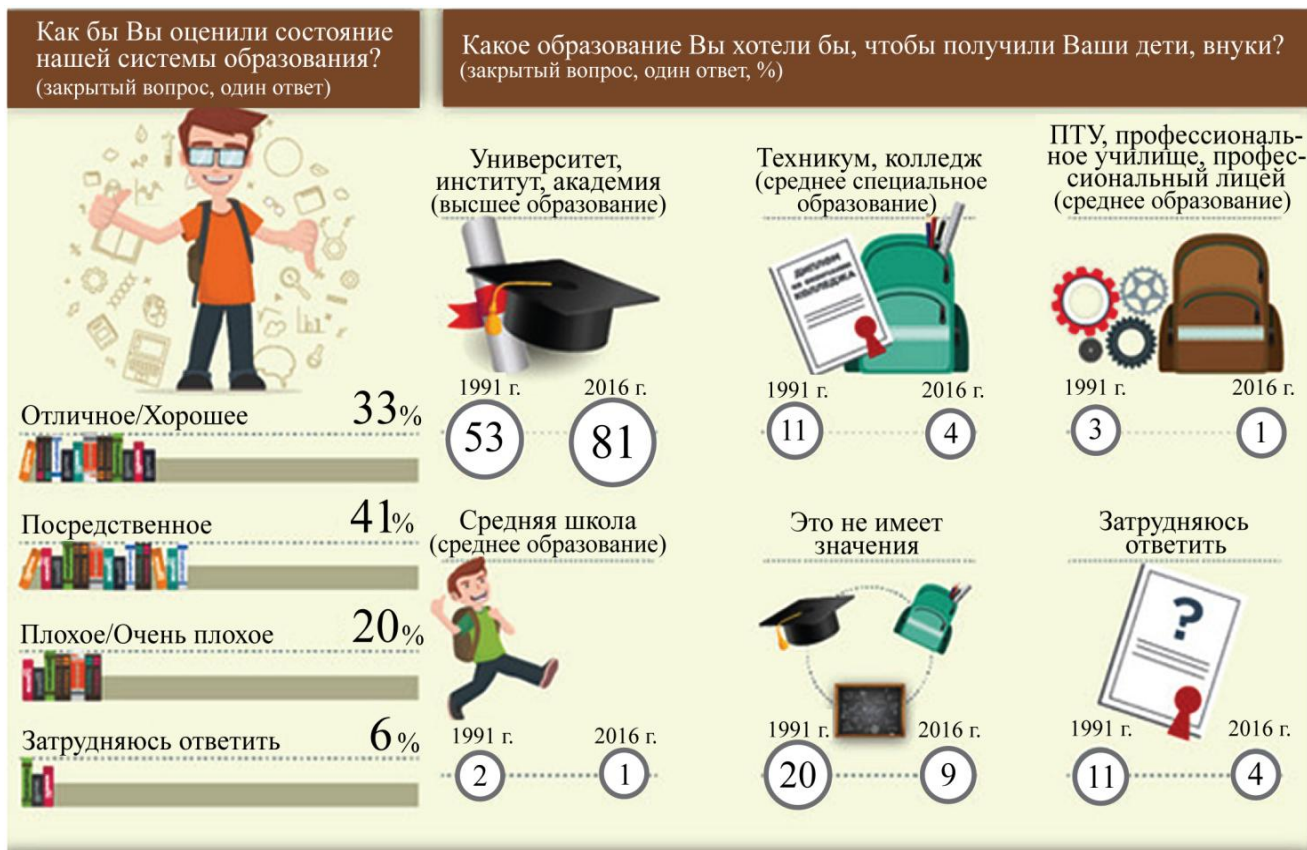 Как бы Вы оценили состояние
нашей системы образования?
(закрытый вопрос, один ответ)
Какое образование Вы хотели бы, чтобы получили Ваши дети, внуки?
(закрытый вопрос, один ответ, %)
Отличное/Хорошее 33%
Посредственное 41%
Плохое/Очень плохое 20%
Затрудняюсь ответить 6%
Университет,
институт, академия
(высшее образование)
1991 г. 2016 г.
53 81
Техникум, колледж
(среднее специальное
образование)
ДИПЛОМ
КОЛЛЕДЖА
1991 г. 2016 г.
11 4
ПТУ, профессиональ-
ное училище, профес-
сиональный лицей
(среднее образование)
1991 г. 2016 г.
3 1
Средняя школа
(среднее образование)
1991 г. 2016 г.
2 1
Это не имеет
значения
1991 г. 2016 г.
20 9
Затрудняюсь
ответить
?
1991 г. 2016 г.
11 4